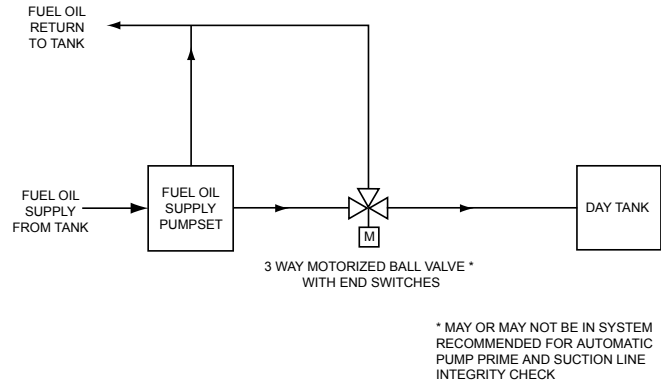 FUEL OIL
RETURN
TO TANK
FUEL OIL
SUPPLY
FROM TANK
FUEL OIL
SUPPLY
PUMPSET
M
DAY TANK
3 WAY MOTORIZED BALL VALVE *
WITH END SWITCHES
* MAY OR MAY NOT BE IN SYSTEM
RECOMMENDED FOR AUTOMATIC
PUMP PRIME AND SUCTION LINE
INTEGRITY CHECK